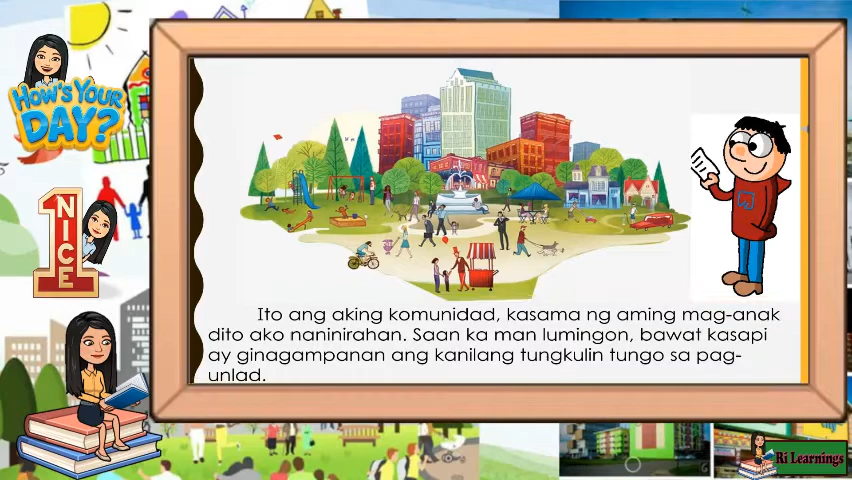 HOW'S YOUR
DAY?
1
NICE
Ito ang aking komunidad, kasama ng aming mag-anak
dito ako naninirahan. Saan ka man lumingon, bawat kasapi
ay ginagampanan ang kanilang tungkulin tungo sa pag-
unlad.
Ri Learnings